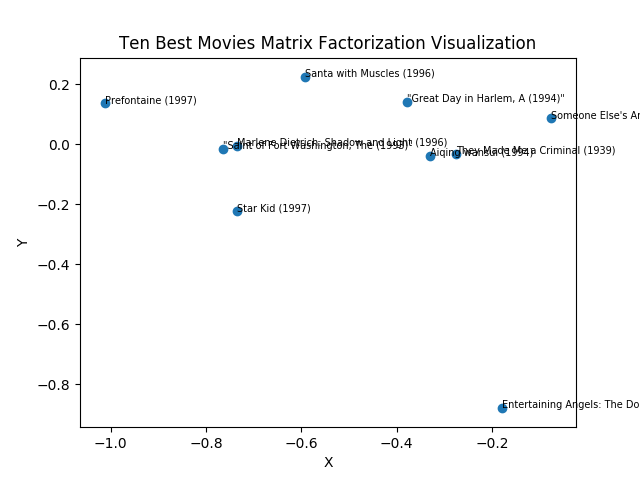 Ten Best Movies Matrix Factorization Visualization
Santa with Muscles (1996)
Prefontaine (1997)
"Great Day in Harlem, A (1994)"
Someone Else's
Marlene Dietrich: Shadow and Light (1996)
"Saint of Fort Washington, The (1993)"
They Made Me a Criminal (1939)
Aiqing wansui (1994)
Star Kid (1997)
Entertaining Angels: The
0.2
0.0
−0.2
−0.4
−0.6
−0.8
Y
−1.0
−0.8
−0.6
−0.4
−0.2
X